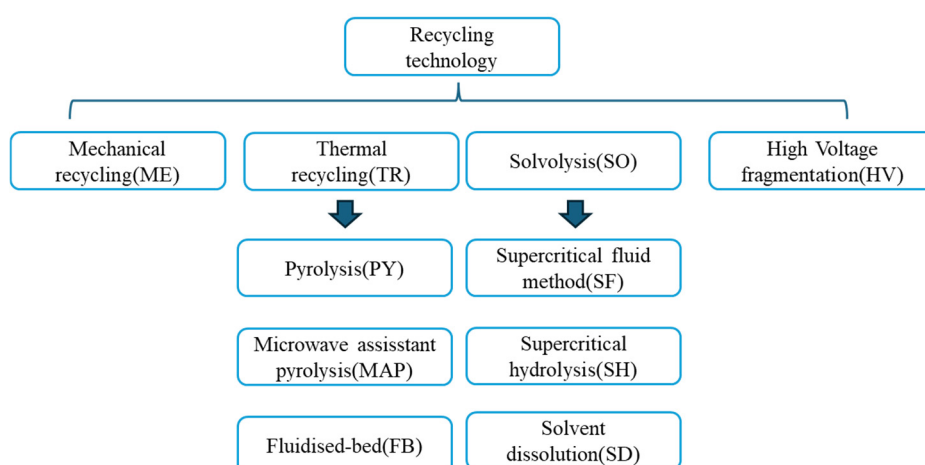 Recycling
technology
Mechanical
recycling(ME)
Thermal
recycling(TR)
Solvolysis(SO)
High Voltage
fragmentation(HV)
Pyrolysis(PY)
Supercritical fluid
method(SF)
Microwave assisstant
pyrolysis(MAP)
Supercritical
hydrolysis(SH)
Fluidised-bed(FB)
Solvent
dissolution(SD)